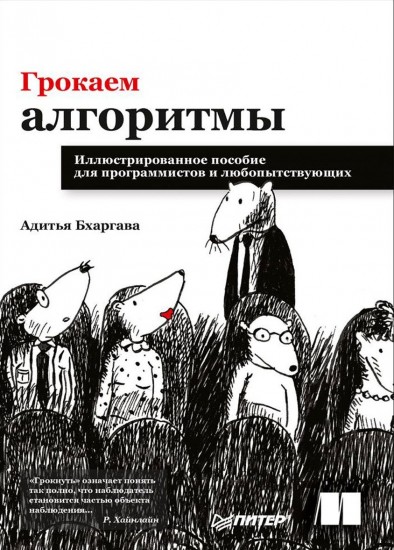 Грокаем
алгоритмы
Иллюстрированное пособие
для программистов и любопытствующих
Адитья Бхаргава
«Грокнуть» означает понять
так полно, что наблюдатель
становится частью объекта
наблюдения...
Р. Хайнлайн
ПИТЕР®